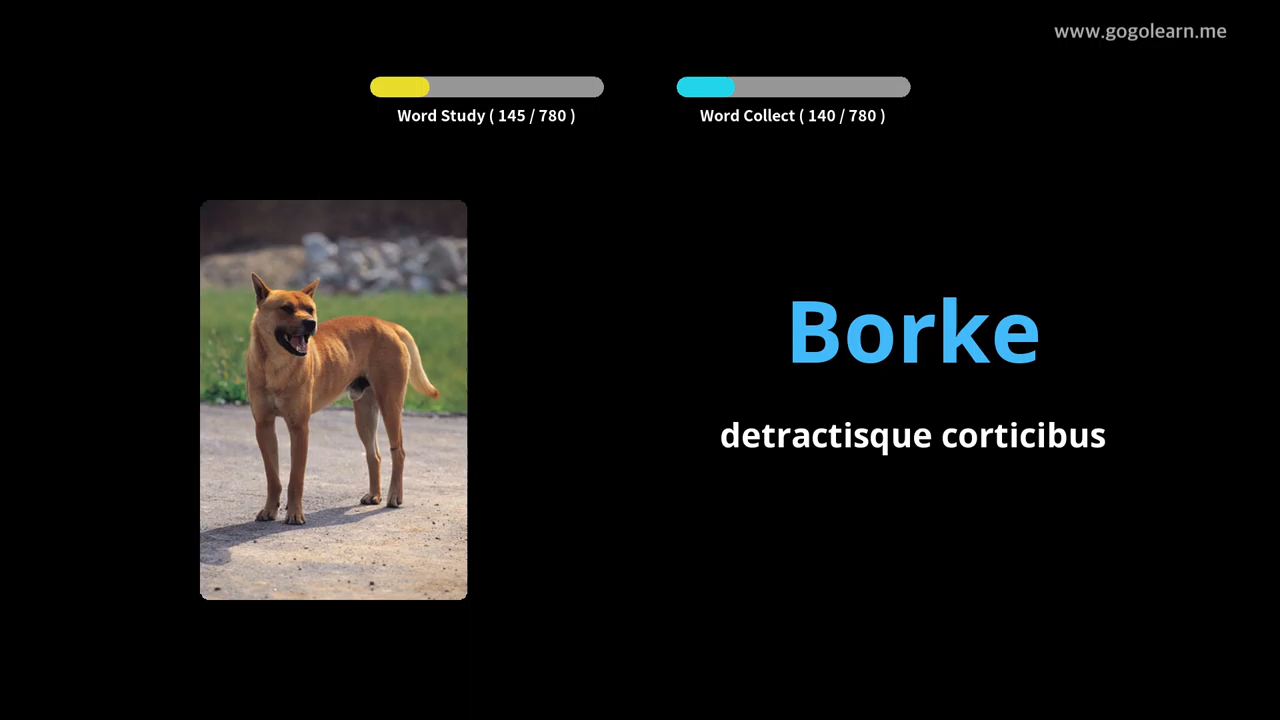 www.gogolearn.me
Word Study ( 145 / 780 )
Word Collect ( 140 / 780 )
Borke
detractisque corticibus